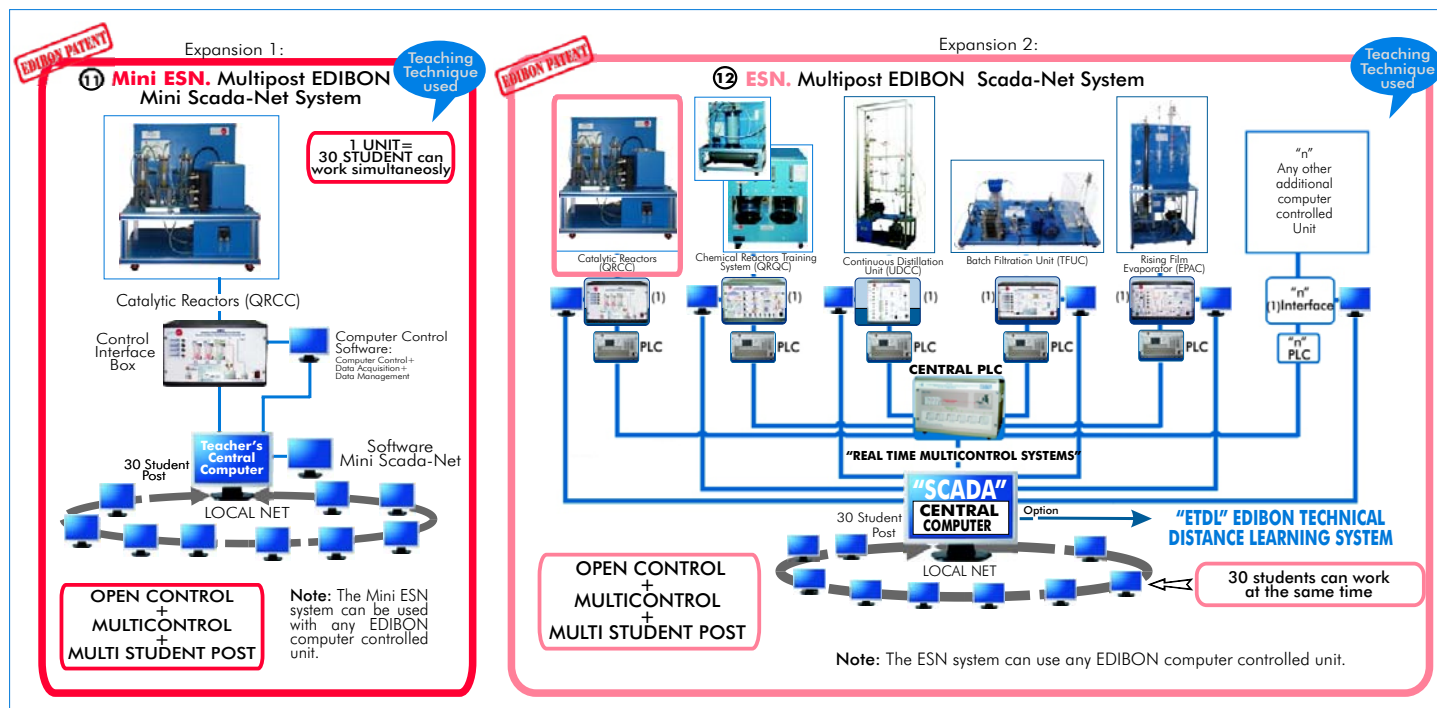 EDIBON PATENT
Expansion 1:
Teaching
Technique
used
11 Mini ESN. Multipost EDIBON
Mini Scada-Net System
1 UNIT=
30 STUDENT can
work simultaneosly
Catalytic Reactors (QRCC)
Control
Interface
Box
Computer Control
Software:
Computer Control+
Data Acquisition+
Data Management
Teacher's
Central
Computer
Software
Mini Scada-Net
30 Student
Post
LOCAL NET
OPEN CONTROL
+
MULTICONTROL
+
MULTI STUDENT POST
Note: The Mini ESN
system can be used
with any EDIBON
computer controlled
unit.
EDIBON PATENT
Expansion 2:
Teaching
Technique
used
12 ESN. Multipost EDIBON Scada-Net System
Catalytic Reactors
(QRCC)
Chemical Reactors Training
System (QRQC)
Continuous Distillation
Unit (UDCC)
Batch Filtration Unit (TFUC)
Rising Film
Evaporator (EPAC)
"n"
Any other
additional
computer
controlled
Unit
(1)
(1)
(1)
(1)
(1)
"n"
(1)Interface
PLC
PLC
PLC
PLC
PLC
"n"
PLC
CENTRAL PLC
"REAL TIME MULTICONTROL SYSTEMS"
"SCADA"
CENTRAL
COMPUTER
Option
"ETDL" EDIBON TECHNICAL
DISTANCE LEARNING SYSTEM
30 Student
Post
LOCAL NET
30 students can work
at the same time
OPEN CONTROL
+
MULTICONTROL
+
MULTI STUDENT POST
Note: The ESN system can use any EDIBON computer controlled unit.